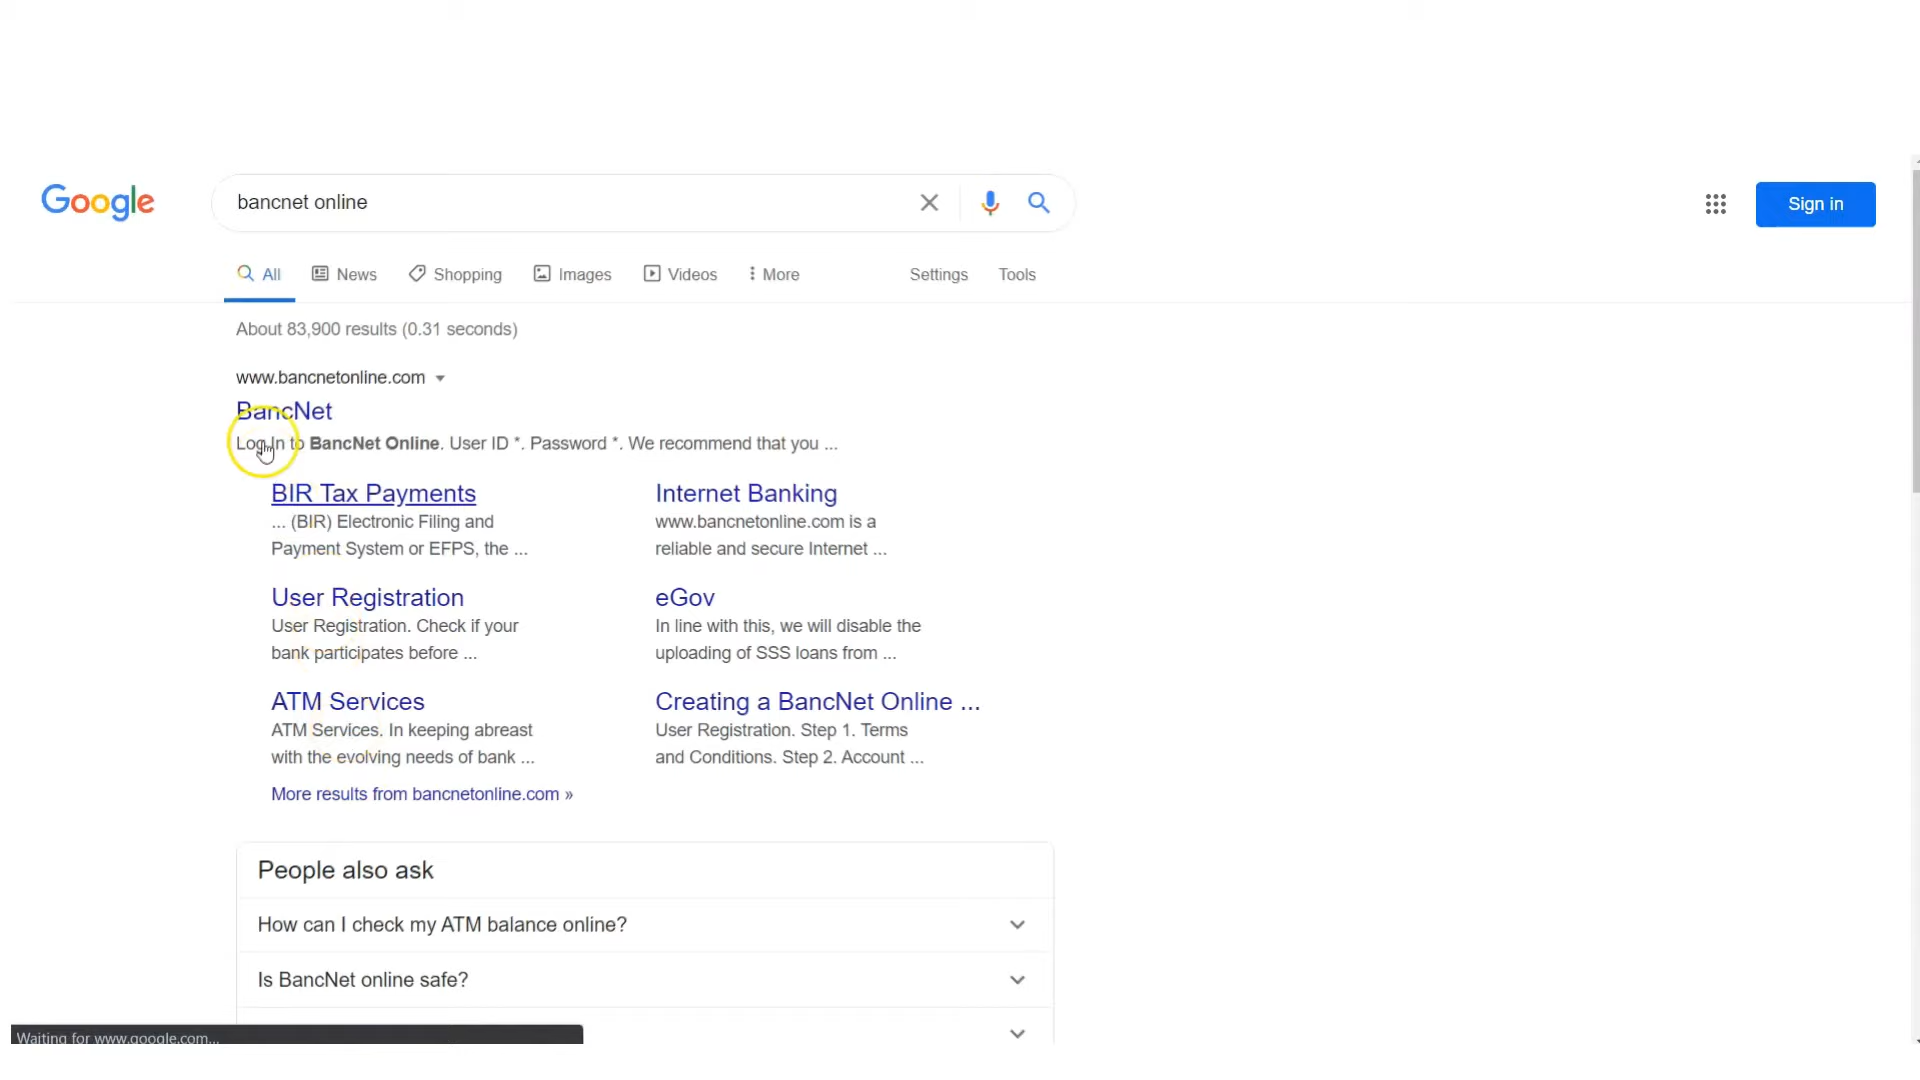 Google
bancnet online
Sign in
All News Shopping Images Videos More Settings Tools
About 83,900 results (0.31 seconds)
www.bancnetonline.com
BancNet
Log In to BancNet Online. User ID *. Password *. We recommend that you ...
BIR Tax Payments
... (BIR) Electronic Filing and
Payment System or EFPS, the ...
Internet Banking
www.bancnetonline.com is a
reliable and secure Internet ...
User Registration
User Registration. Check if your
bank participates before ...
eGov
In line with this, we will disable the
uploading of SSS loans from ...
ATM Services
ATM Services. In keeping abreast
with the evolving needs of bank ...
Creating a BancNet Online ...
User Registration. Step 1. Terms
and Conditions. Step 2. Account ...
More results from bancnetonline.com »
People also ask
How can I check my ATM balance online?
Is BancNet online safe?
Waiting for www.google.com...